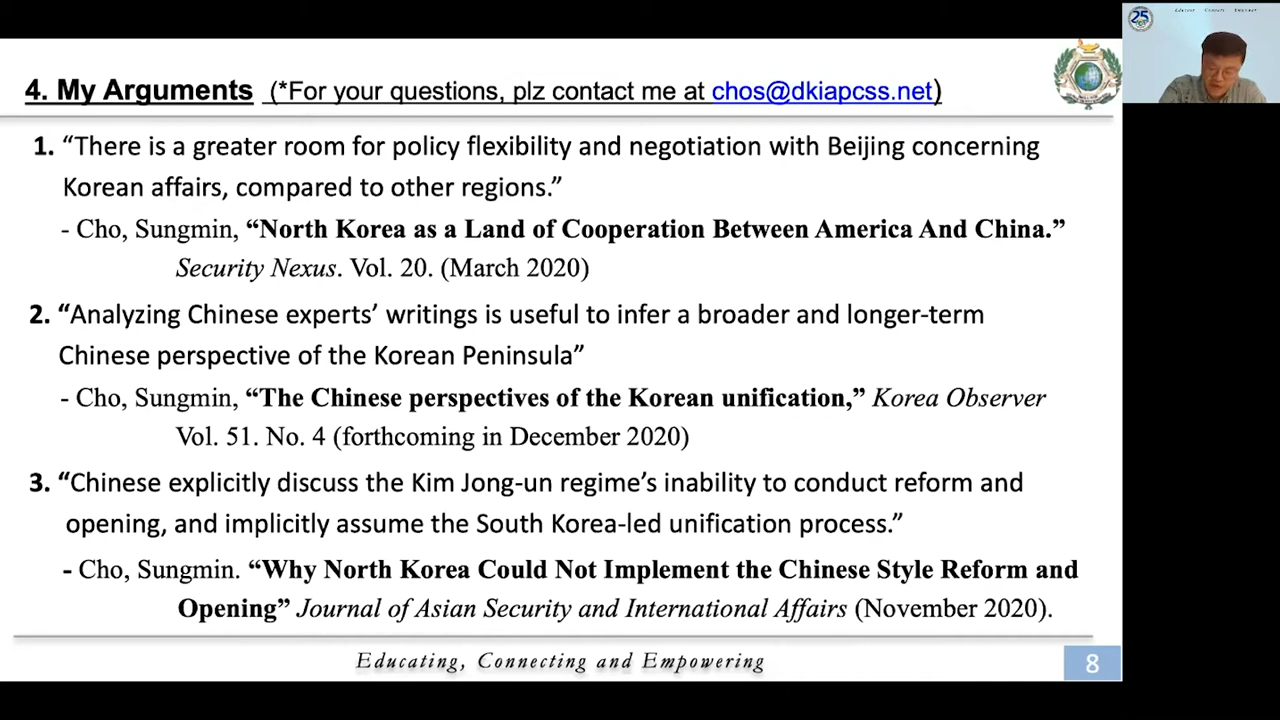 4. My Arguments (*For your questions, plz contact me at chos@dkiapcss.net)
1. “There is a greater room for policy flexibility and negotiation with Beijing concerning
Korean affairs, compared to other regions.”
- Cho, Sungmin, “North Korea as a Land of Cooperation Between America And China.”
Security Nexus. Vol. 20. (March 2020)
2. “Analyzing Chinese experts’ writings is useful to infer a broader and longer-term
Chinese perspective of the Korean Peninsula”
- Cho, Sungmin, “The Chinese perspectives of the Korean unification,” Korea Observer
Vol. 51. No. 4 (forthcoming in December 2020)
3. “Chinese explicitly discuss the Kim Jong-un regime’s inability to conduct reform and
opening, and implicitly assume the South Korea-led unification process.”
- Cho, Sungmin. “Why North Korea Could Not Implement the Chinese Style Reform and
Opening” Journal of Asian Security and International Affairs (November 2020).
Educating, Connecting and Empowering
8
25